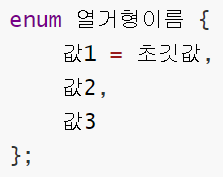 enum 열거형이름 {
    값1 = 초깃값,
    값2,
    값3
};